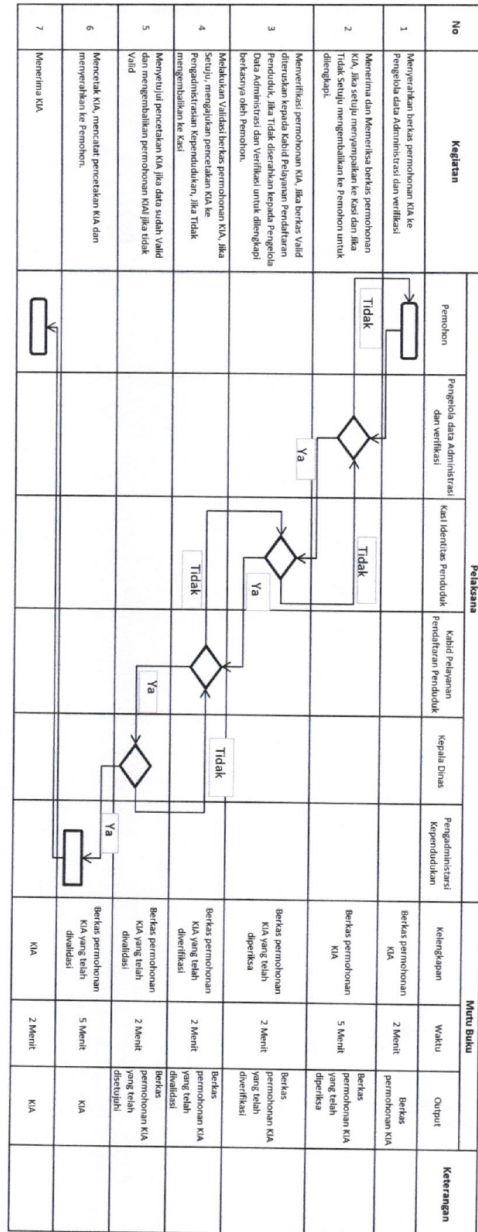 No
Kegiatan
Pelaksana
Mutu Buku
Keterangan
Pemohon
Pengelola data Administrasi
dan verifikasi
Kasi Identitas Penduduk
Kabid Pelayanan
Pendaftaran Penduduk
Kepala Dinas
Pengadministarsi
Kependudukan
Kelengkapan
Waktu
Output
1
Menyerahkan berkas permohonan KIA ke
Pengelola data Administrasi dan verifikasi
Berkas permohonan
KIA
2 Menit
Berkas
permohonan KIA
2
Menerima dan Memeriksa berkas permohonan
KIA, Jika setuju menyampaikan ke Kasi dan Jika
Tidak Setuju mengembalikan ke Pemohon untuk
dilengkapi.
Tidak
Ya
Tidak
Berkas permohonan
KIA
5 Menit
Berkas
permohonan KIA
yang telah
diperiksa
3
Menverifikasi permohonan KIA, Jika berkas Valid
diteruskan kepada Kabid Pelayanan Pendaftaran
Penduduk, Jika Tidak diserahkan kepada Pengelola
Data Administrasi dan Verifikasi untuk dilengkapi
berkasnya oleh Pemohon.
Ya
Berkas permohonan
KIA yang telah
diperiksa
2 Menit
Berkas
permohonan KIA
yang telah
diverifikasi
4
Melakukan Validasi berkas permohonan KIA, Jika
Setuju, mengajukan pencetakan KIA ke
Pengadministrasian Kependudukan, Jika Tidak
mengembalikan ke Kasi
Tidak
Ya
Tidak
Berkas permohonan
KIA yang telah
diverifikasi
2 Menit
Berkas
permohonan KIA
yang telah
divalidasi
5
Menyetujui pencetakan KIA jika data sudah Valid
dan mengembalikan permohonan KIAI jika tidak
Valid
Ya
Berkas permohonan
KIA yang telah
divalidasi
2 Menit
Berkas
permohonan KIA
yang telah
disetujuhi
6
Mencetak KIA, mencatat pencetakan KIA dan
menyerahkan ke Pemohon.
Berkas permohonan
KIA yang telah
divalidasi
5 Menit
KIA
7
Menerima KIA
KIA
2 Menit
KIA